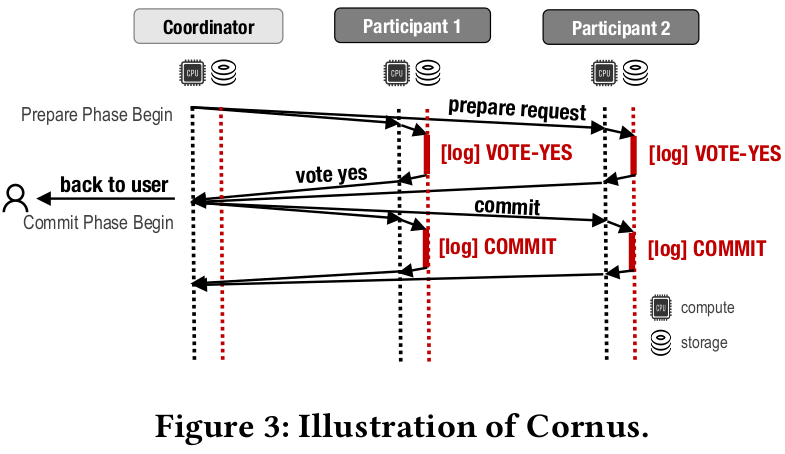 Coordinator
Participant 1
Participant 2
CPU
CPU
CPU
Prepare Phase Begin
prepare request
[log] VOTE-YES
[log] VOTE-YES
vote yes
back to user
Commit Phase Begin
commit
[log] COMMIT
[log] COMMIT
CPU
compute
storage
Figure 3: Illustration of Cornus.